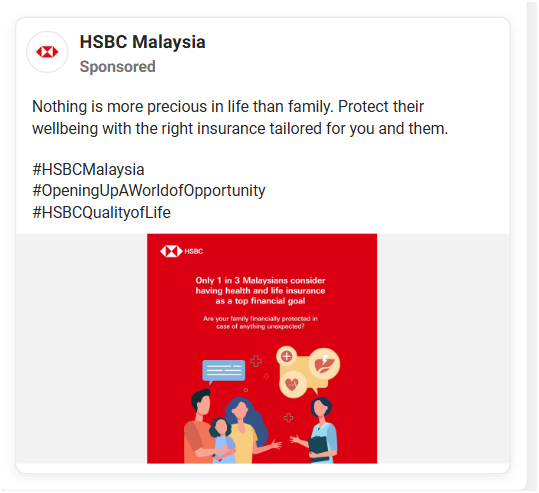 HSBC Malaysia
Sponsored
Nothing is more precious in life than family. Protect their
wellbeing with the right insurance tailored for you and them.
#HSBCMalaysia
#OpeningUpAWorldofOpportunity
#HSBCQualityofLife
HSBC
Only 1 in 3 Malaysians consider
having health and life insurance
as a top financial goal
Are your family financially protected in
case of anything unexpected?